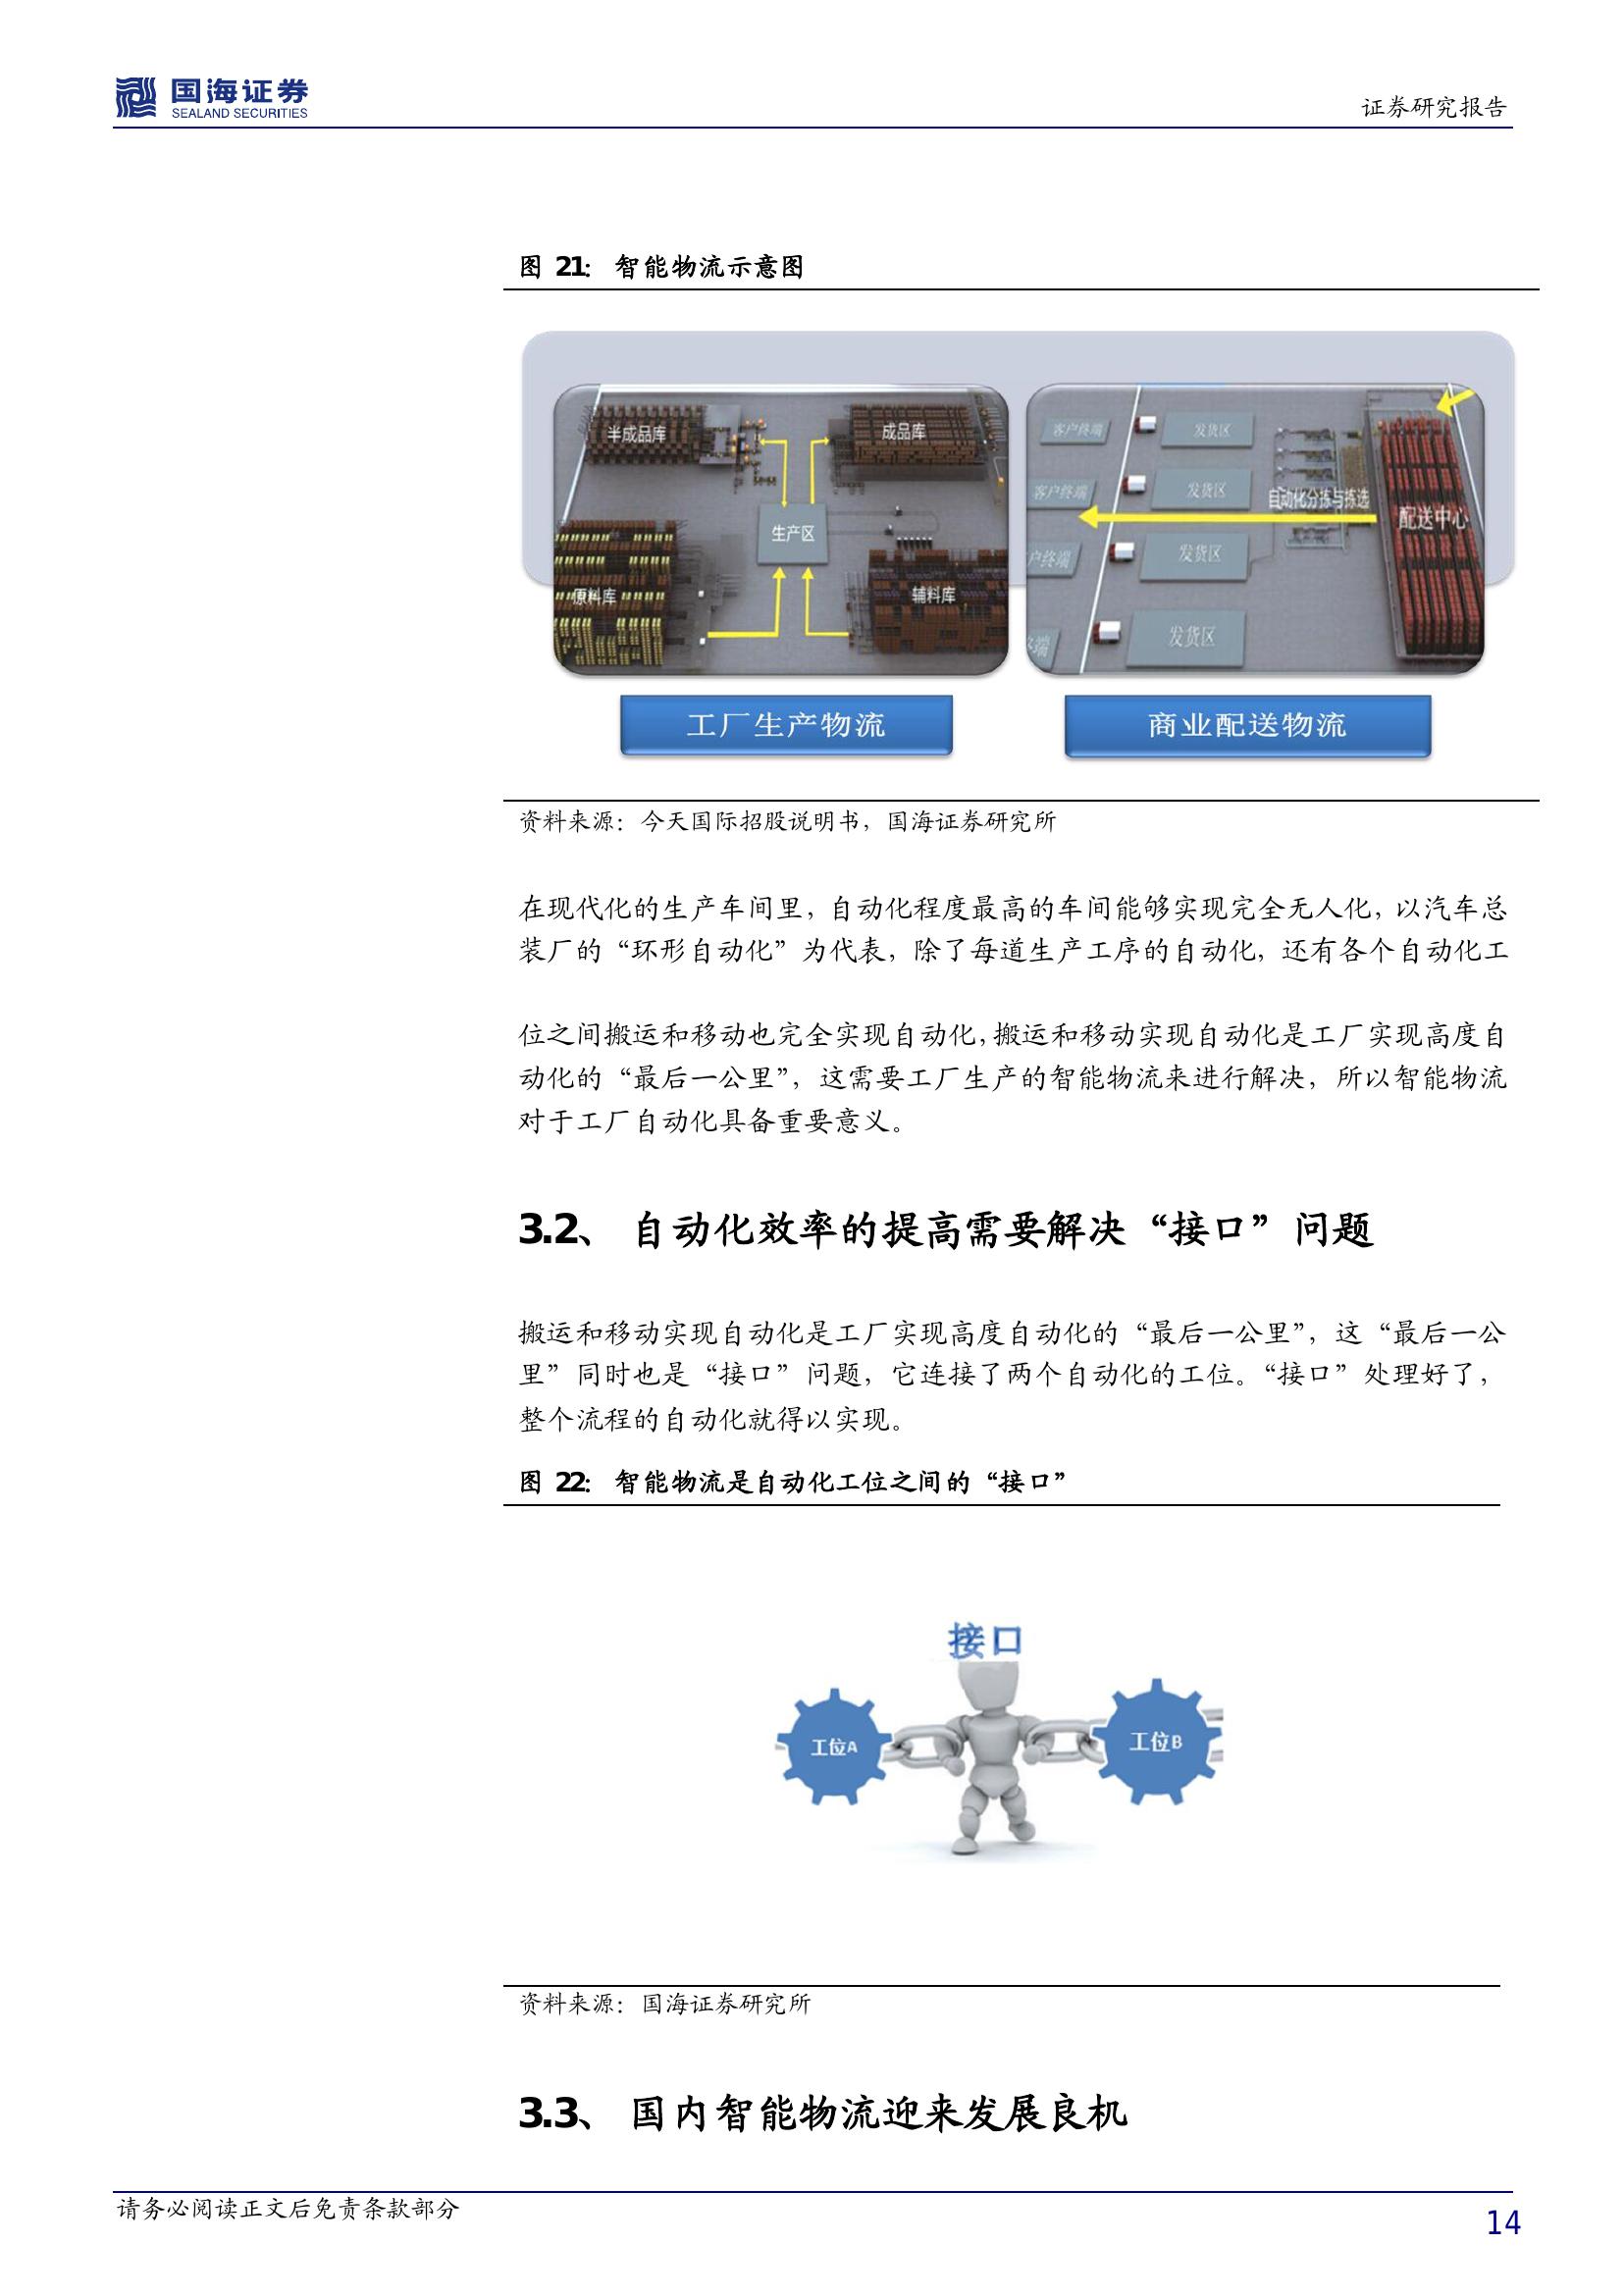 国海证券
SEALAND SECURITIES
证券研究报告
图 21： 智能物流示意图
半成品库
成品库
生产区
原料库
辅料库
客户终端
发货区
客户终端
发货区
自动化分拣与拣选
配送中心
户终端
发货区
终端
发货区
工厂生产物流
商业配送物流
资料来源：今天国际招股说明书，国海证券研究所
在现代化的生产车间里，自动化程度最高的车间能够实现完全无人化，以汽车总
装厂的“环形自动化”为代表，除了每道生产工序的自动化，还有各个自动化工
位之间搬运和移动也完全实现自动化，搬运和移动实现自动化是工厂实现高度自
动化的“最后一公里”，这需要工厂生产的智能物流来进行解决，所以智能物流
对于工厂自动化具备重要意义。
3.2、 自动化效率的提高需要解决“接口”问题
搬运和移动实现自动化是工厂实现高度自动化的“最后一公里”，这“最后一公
里”同时也是“接口”问题，它连接了两个自动化的工位。“接口”处理好了，
整个流程的自动化就得以实现。
图 22： 智能物流是自动化工位之间的“接口”
接口
工位A
工位B
资料来源：国海证券研究所
3.3、 国内智能物流迎来发展良机
请务必阅读正文后免责条款部分
14